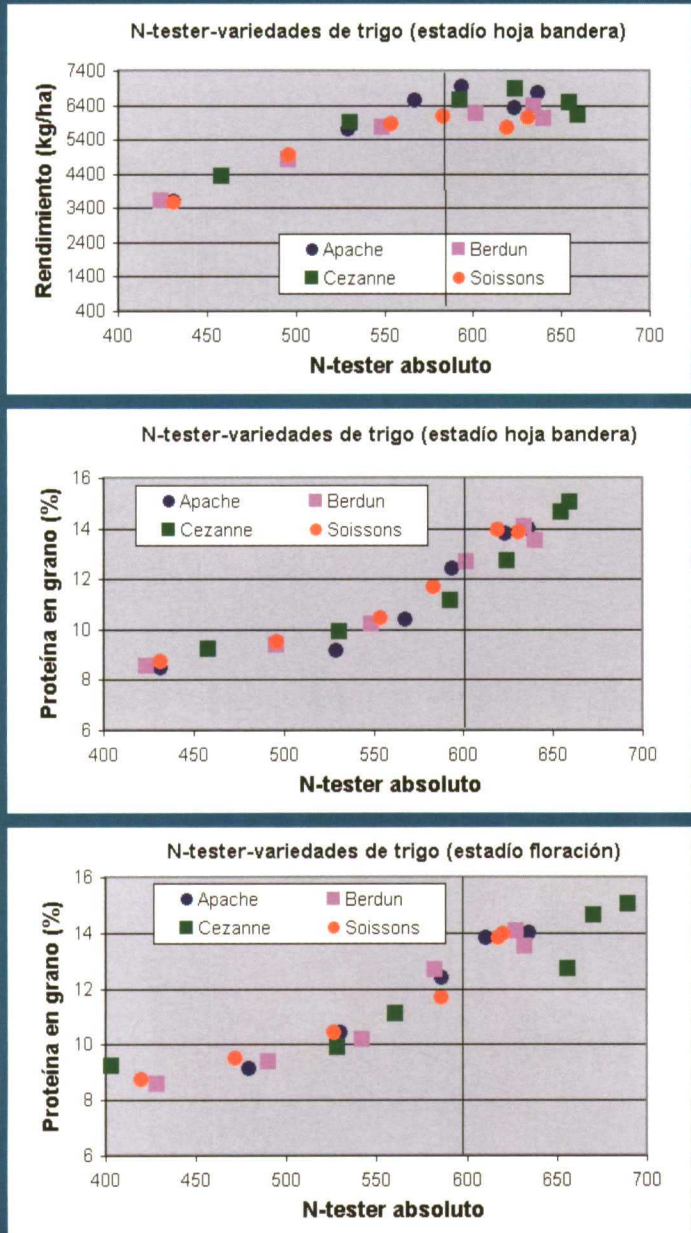 N-tester-variedades de trigo (estadío hoja bandera)
Rendimiento (kg/ha)
7400
6400
5400
4400
3400
2400
1400
400
Apache
Berdun
Cezanne
Soissons
400 450 500 550 600 650 700
N-tester absoluto
N-tester-variedades de trigo (estadío hoja bandera)
Proteína en grano (%)
16
14
12
10
8
6
Apache
Berdun
Cezanne
Soissons
400 450 500 550 600 650 700
N-tester absoluto
N-tester-variedades de trigo (estadío floración)
Proteína en grano (%)
16
14
12
10
8
6
Apache
Berdun
Cezanne
Soissons
400 450 500 550 600 650 700
N-tester absoluto